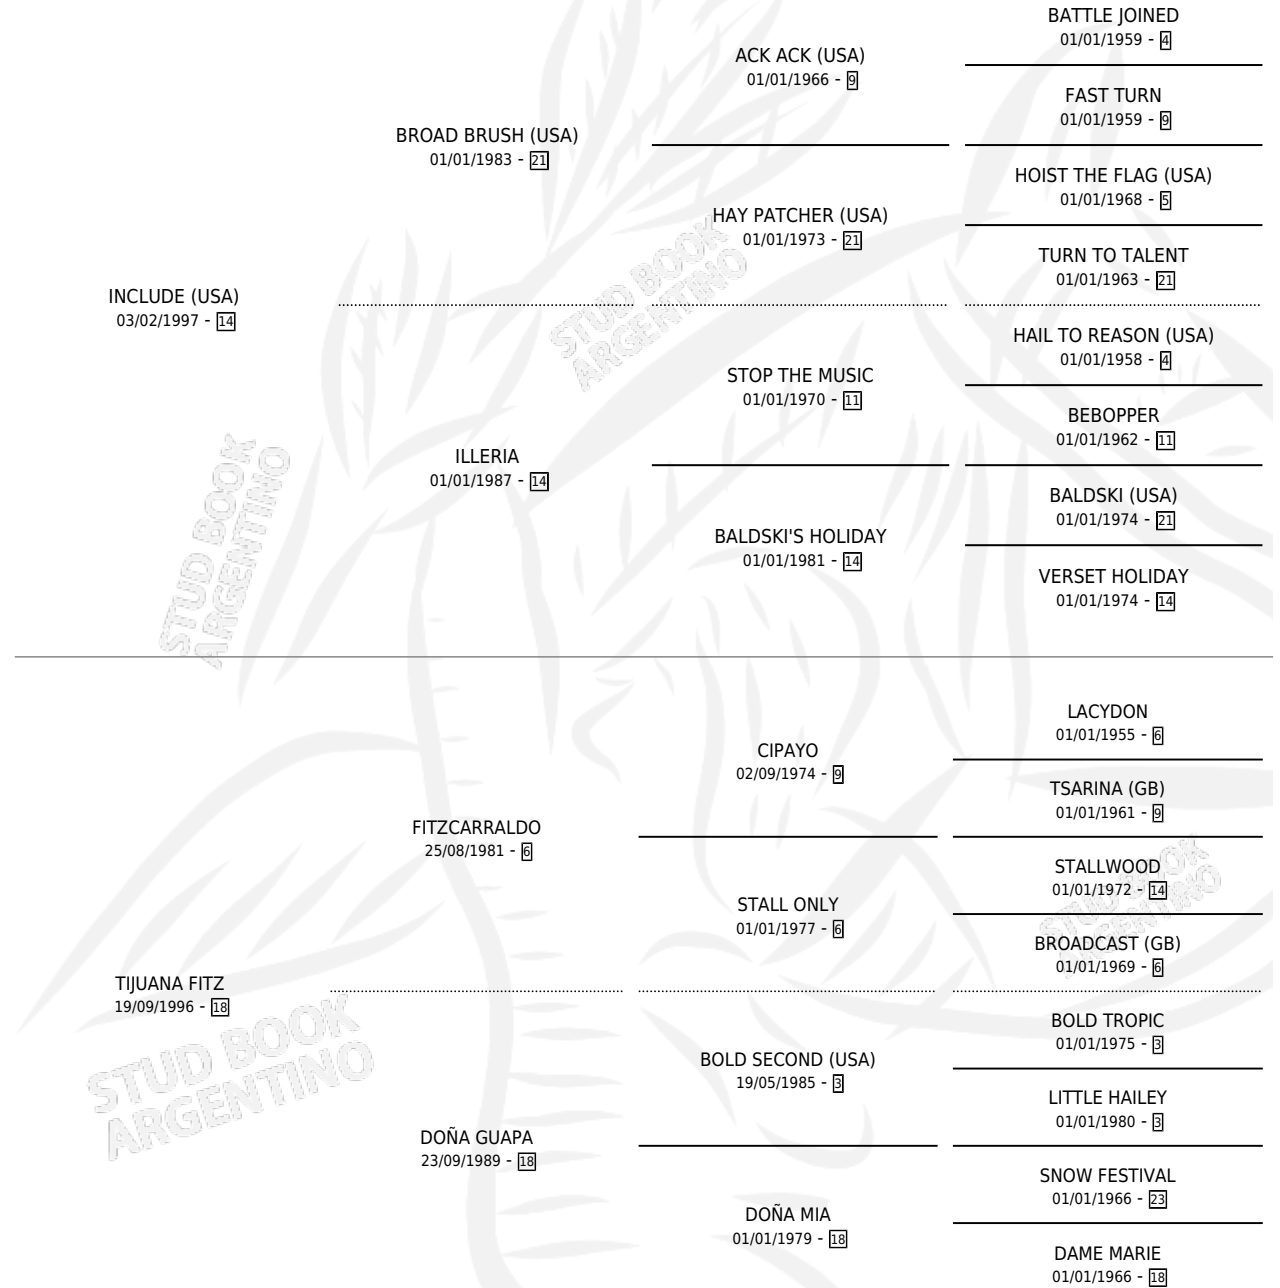 BATTLE JOINED
01/01/1959 - 4
ACK ACK (USA)
01/01/1966 - 9
FAST TURN
01/01/1959 - 9
BROAD BRUSH (USA)
01/01/1983 - 21
HOIST THE FLAG (USA)
01/01/1968 - 5
HAY PATCHER (USA)
01/01/1973 - 21
TURN TO TALENT
01/01/1963 - 21
INCLUDE (USA)
03/02/1997 - 14
HAIL TO REASON (USA)
01/01/1958 - 4
STOP THE MUSIC
01/01/1970 - 11
BEBOPPER
01/01/1962 - 11
ILLERIA
01/01/1987 - 14
BALDSKI (USA)
01/01/1974 - 21
BALDSKI'S HOLIDAY
01/01/1981 - 14
VERSET HOLIDAY
01/01/1974 - 14
LACYDON
01/01/1955 - 6
CIPAYO
02/09/1974 - 9
TSARINA (GB)
01/01/1961 - 9
FITZCARRALDO
25/08/1981 - 6
STALLWOOD
01/01/1972 - 14
STALL ONLY
01/01/1977 - 6
BROADCAST (GB)
01/01/1969 - 6
TIJUANA FITZ
19/09/1996 - 18
BOLD TROPIC
01/01/1975 - 3
BOLD SECOND (USA)
19/05/1985 - 3
LITTLE HAILEY
01/01/1980 - 3
DOÑA GUAPA
23/09/1989 - 18
SNOW FESTIVAL
01/01/1966 - 23
DOÑA MIA
01/01/1979 - 18
DAME MARIE
01/01/1966 - 18
STUD BOOK
ARGENTINO
STUD BOOK
ARGENTINO
STUD BOOK
ARGENTINO
STUD BOOK
ARGENTINO